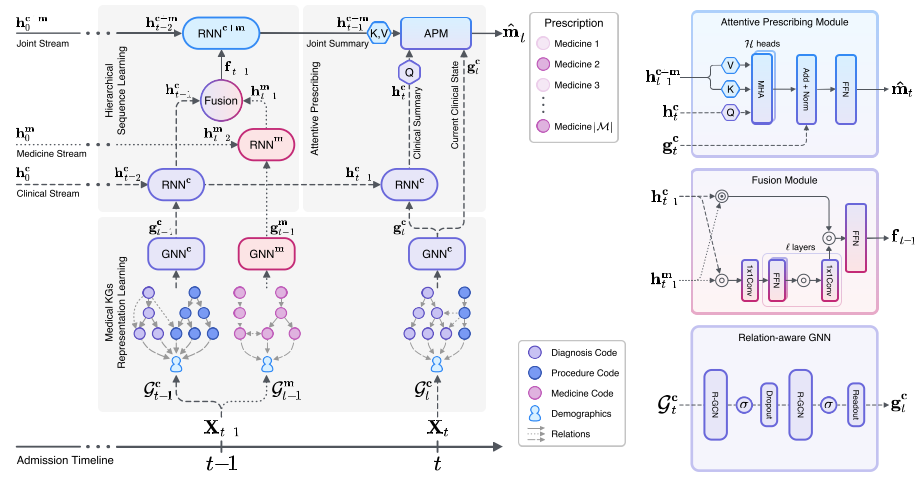 h_0^{c-m}
Joint Stream
h_{t-2}^{c-m}
RNN^{c+m}
h_{t-1}^{c-m}
Joint Summary
K,V
APM
m̂_t
Hierarchical
Sequence Learning
f_{t-1}
h_{t-1}^c
Fusion
h_{t-1}^m
Attentive Prescribing
Q
h_t^c
Clinical Summary
Current Clinical State
g_t^c
h_0^m
Medicine Stream
h_{t-2}^m
RNN^m
h_0^c
Clinical Stream
h_{t-2}^c
RNN^c
h_{t-1}^c
RNN^c
g_{t-1}^c
g_{t-1}^m
g_t^c
Medical KGs
Representation Learning
GNN^c
GNN^m
GNN^c
𝒢_{t-1}^c
𝒢_{t-1}^m
𝒢_t^c
X_{t-1}
X_t
Admission Timeline
t−1
t
Prescription
Medicine 1
Medicine 2
Medicine 3
Medicine |ℳ|
Diagnosis Code
Procedure Code
Medicine Code
Demographics
Relations
Attentive Prescribing Module
ℋ heads
h_{t-1}^{c-m}
V
K
h_t^c
Q
MHA
Add + Norm
FFN
m̂_t
g_t^c
Fusion Module
h_{t-1}^c
h_{t-1}^m
ℓ layers
1x1Conv
FFN
1x1Conv
FFN
f_{t-1}
Relation-aware GNN
𝒢_t^c
R-GCN
σ
Dropout
R-GCN
σ
Readout
g_t^c